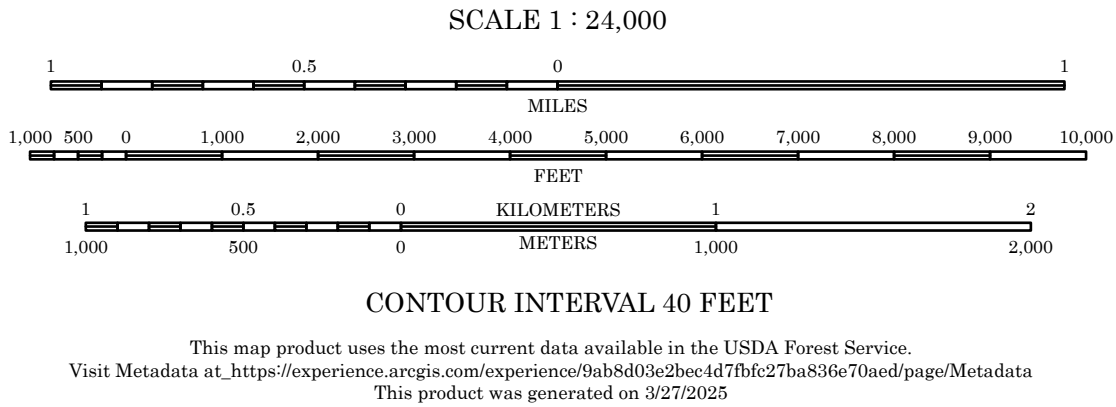 SCALE 1 : 24,000
1 0.5 0 1
MILES
1,000 500 0 1,000 2,000 3,000 4,000 5,000 6,000 7,000 8,000 9,000 10,000
FEET
1 0.5 0 KILOMETERS 1 2
1,000 500 0 METERS 1,000 2,000
CONTOUR INTERVAL 40 FEET
This map product uses the most current data available in the USDA Forest Service.
Visit Metadata at_https://experience.arcgis.com/experience/9ab8d03e2bec4d7fbfc27ba836e70aed/page/Metadata
This product was generated on 3/27/2025